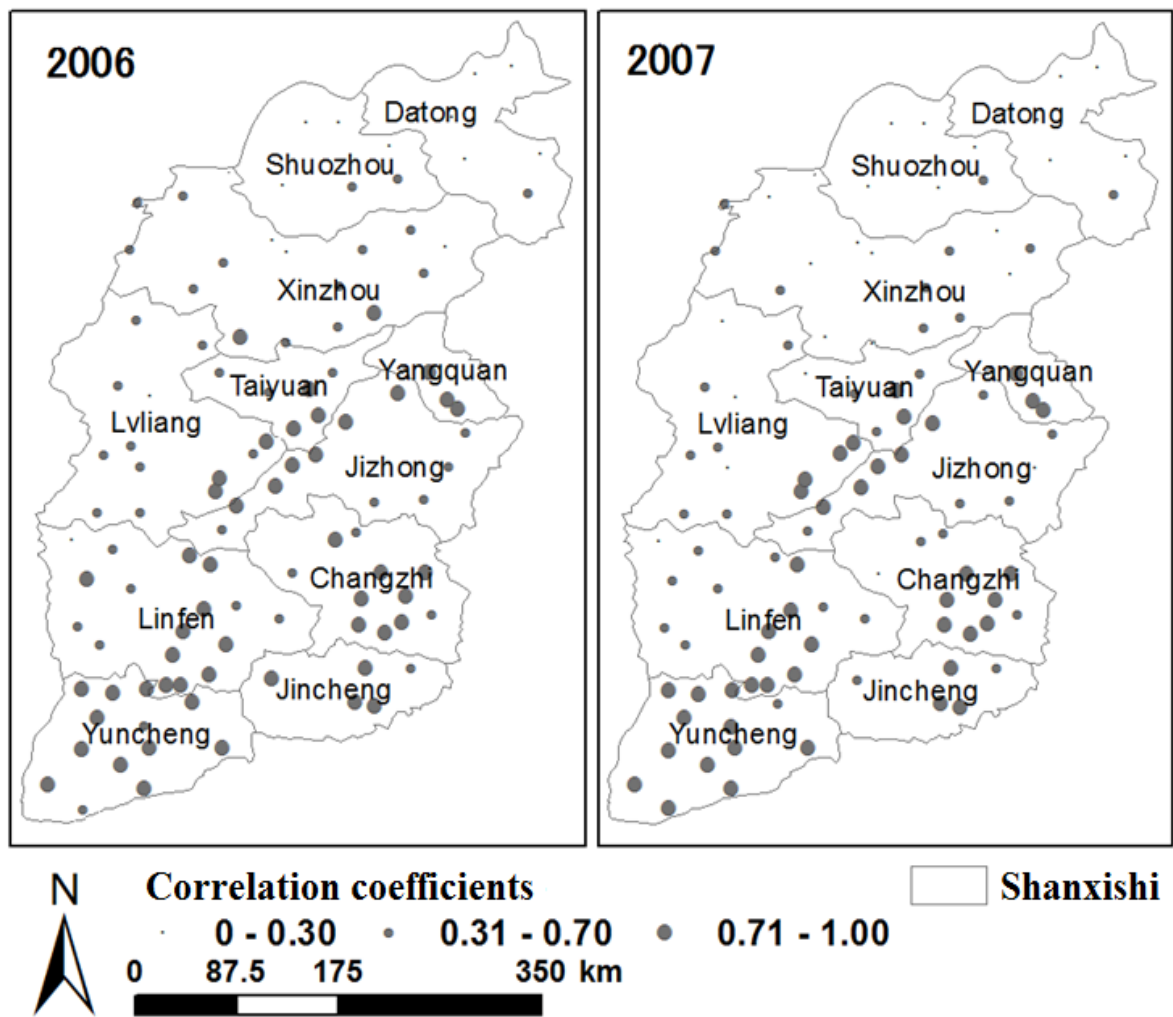 2006
Datong
Shuozhou
Xinzhou
Yangquan
Taiyuan
Lvliang
Jizhong
Changzhi
Linfen
Jincheng
Yuncheng
2007
Datong
Shuozhou
Xinzhou
Yangquan
Taiyuan
Lvliang
Jizhong
Changzhi
Linfen
Jincheng
Yuncheng
N
Correlation coefficients
Shanxishi
0 - 0.30
0.31 - 0.70
0.71 - 1.00
0 87.5 175 350 km